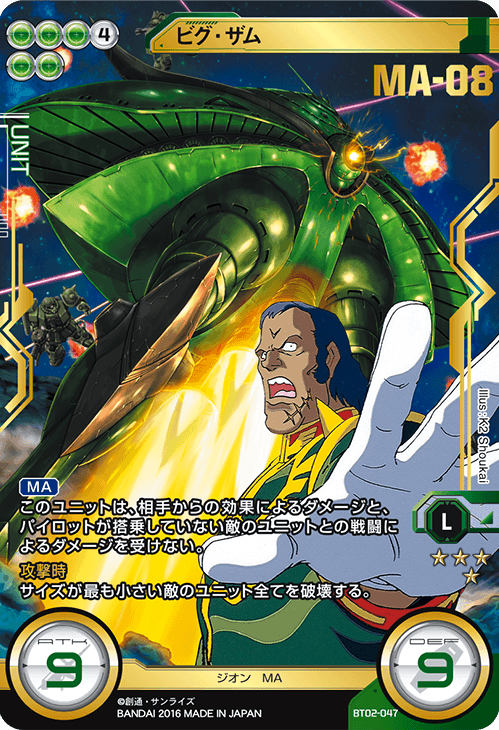 4
ビグ・ザム
MA-08
UNIT
Illus:K2 Shoukai
MA
このユニットは、相手からの効果によるダメージと、
パイロットが搭乗していない敵のユニットとの戦闘に
よるダメージを受けない。
L
攻撃時
サイズが最も小さい敵のユニット全てを破壊する。
ATK
9
DEF
9
ジオン MA
©創通・サンライズ
BANDAI 2016 MADE IN JAPAN
BT02-047